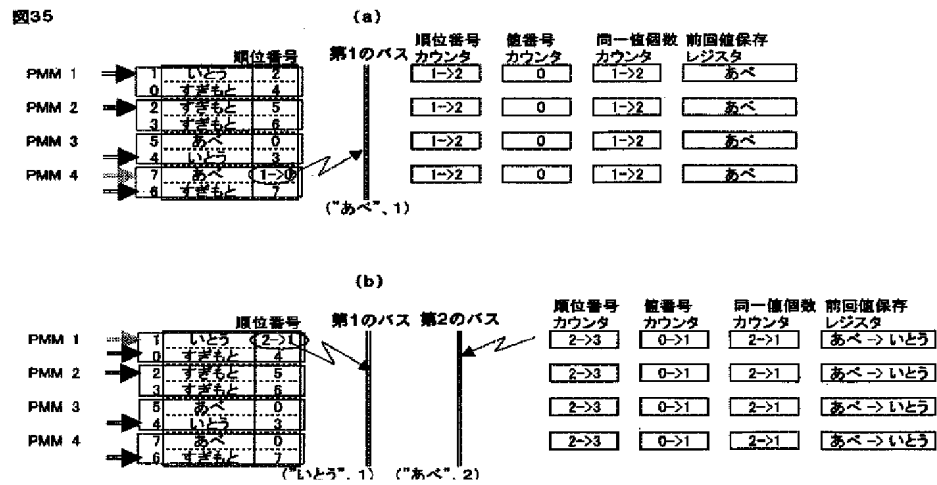 図35
(a)
順位番号 第1のバス 順位番号カウンタ 値番号カウンタ 同一値個数カウンタ 前回値保存レジスタ
PMM 1 1 いとう 2 1->2 0 1->2 あべ
0 すぎもと 4
PMM 2 2 すぎもと 5 1->2 0 1->2 あべ
3 すぎもと 6
PMM 3 5 あべ 0 1->2 0 1->2 あべ
4 いとう 3
PMM 4 7 あべ 1->0 1->2 0 1->2 あべ
6 すぎもと 7
("あべ"、1)
(b)
順位番号 第1のバス 第2のバス 順位番号カウンタ 値番号カウンタ 同一値個数カウンタ 前回値保存レジスタ
PMM 1 1 いとう 2->1 2->3 0->1 2->1 あべ -> いとう
0 すぎもと 4
PMM 2 2 すぎもと 5 2->3 0->1 2->1 あべ -> いとう
3 すぎもと 6
PMM 3 5 あべ 0 2->3 0->1 2->1 あべ -> いとう
4 いとう 3
PMM 4 7 あべ 0 2->3 0->1 2->1 あべ -> いとう
6 すぎもと 7
("いとう"、1) ("あべ"、2)